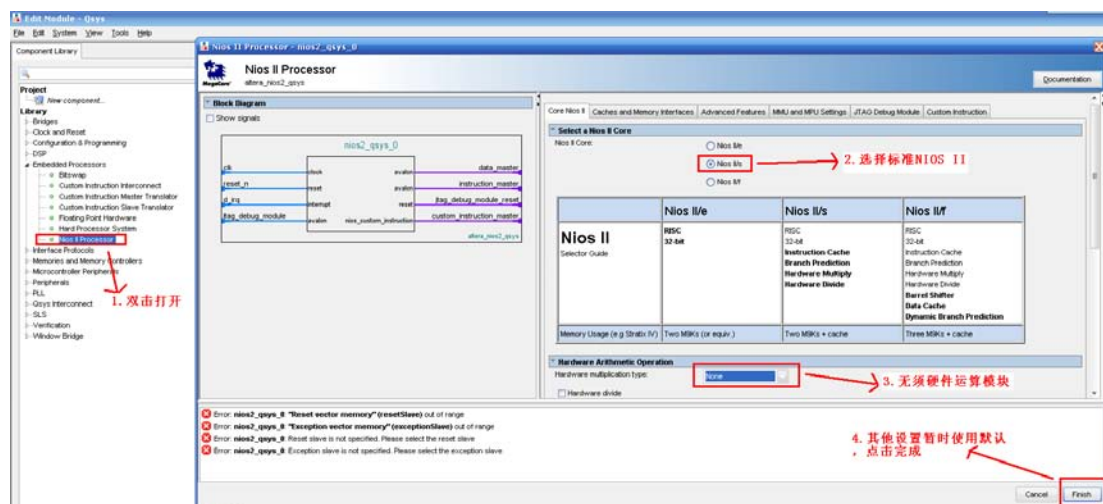 Edit Module - Qsys
File Edit System View Tools Help
Component Library
Project
New component...
Library
Bridges
Clock and Reset
Configuration & Programming
DSP
Embedded Processors
Bitswap
Custom Instruction Interconnect
Custom Instruction Master Translator
Custom Instruction Slave Translator
Floating Point Hardware
Hard Processor System
Nios II Processor
Interface Protocols
Memories and Memory Controllers
Microcontroller Peripherals
Peripherals
PLL
Qsys Interconnect
SLS
Verification
Window Bridge
1. 双击打开
Nios II Processor - nios2_qsys_0
Nios II Processor
MegaCore altera_nios2_qsys
Documentation
Block Diagram
Show signals
nios2_qsys_0
clk clock avalon data_master
reset_n reset avalon instruction_master
d_irq interrupt reset jtag_debug_module_reset
jtag_debug_module avalon nios_custom_instruction custom_instruction_master
altera_nios2_qsys
Core Nios II Caches and Memory Interfaces Advanced Features MMU and MPU Settings JTAG Debug Module Custom Instruction
Select a Nios II Core
Nios II Core: Nios II/e
Nios II/s
Nios II/f
2. 选择标准NIOS II
Nios II/e Nios II/s Nios II/f
Nios II
Selector Guide
RISC
32-bit
RISC
32-bit
Instruction Cache
Branch Prediction
Hardware Multiply
Hardware Divide
RISC
32-bit
Instruction Cache
Branch Prediction
Hardware Multiply
Hardware Divide
Barrel Shifter
Data Cache
Dynamic Branch Prediction
Memory Usage (e.g Stratix IV) Two M9Ks (or equiv.) Two M9Ks + cache Three M9Ks + cache
Hardware Arithmetic Operation
Hardware multiplication type: None
Hardware divide
3. 无须硬件运算模块
Error: nios2_qsys_0: "Reset vector memory" (resetSlave) out of range
Error: nios2_qsys_0: "Exception vector memory" (exceptionSlave) out of range
Error: nios2_qsys_0: Reset slave is not specified. Please select the reset slave
Error: nios2_qsys_0: Exception slave is not specified. Please select the exception slave
4. 其他设置暂时使用默认
，点击完成
Cancel Finish